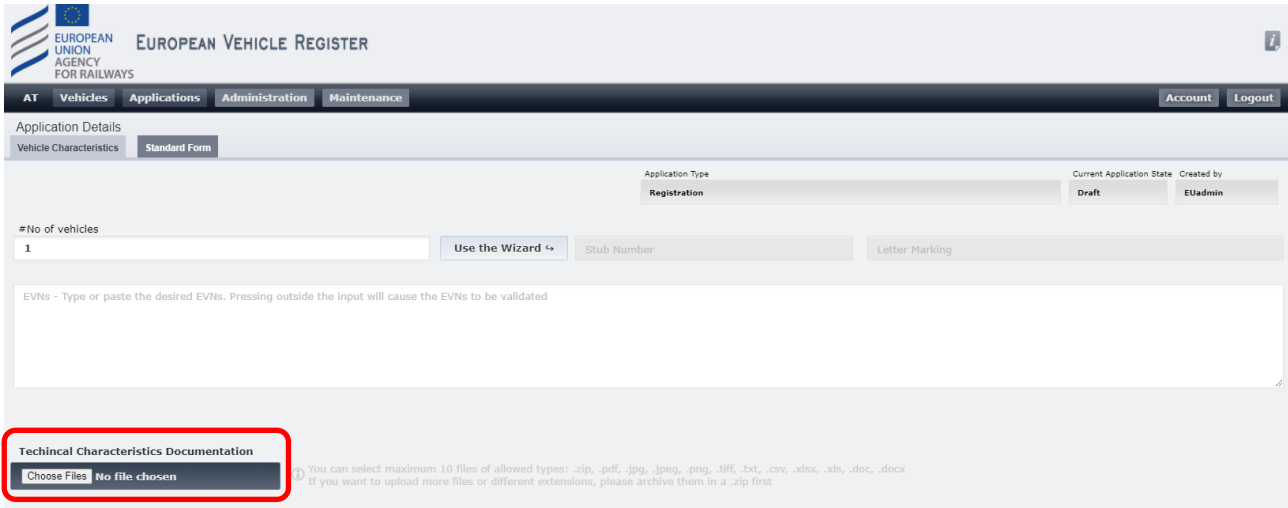 EUROPEAN
UNION
AGENCY
FOR RAILWAYS
EUROPEAN VEHICLE REGISTER
i
AT Vehicles Applications Administration Maintenance Account Logout
Application Details
Vehicle Characteristics Standard Form
Application Type Current Application State Created by
Registration Draft EUadmin
#No of vehicles
1 Use the Wizard ↪ Stub Number Letter Marking
EVNs - Type or paste the desired EVNs. Pressing outside the input will cause the EVNs to be validated
Techincal Characteristics Documentation
Choose Files No file chosen
You can select maximum 10 files of allowed types: .zip, .pdf, .jpg, .jpeg, .png, .tiff, .txt, .csv, .xlsx, .xls, .doc, .docx
If you want to upload more files or different extensions, please archive them in a .zip first